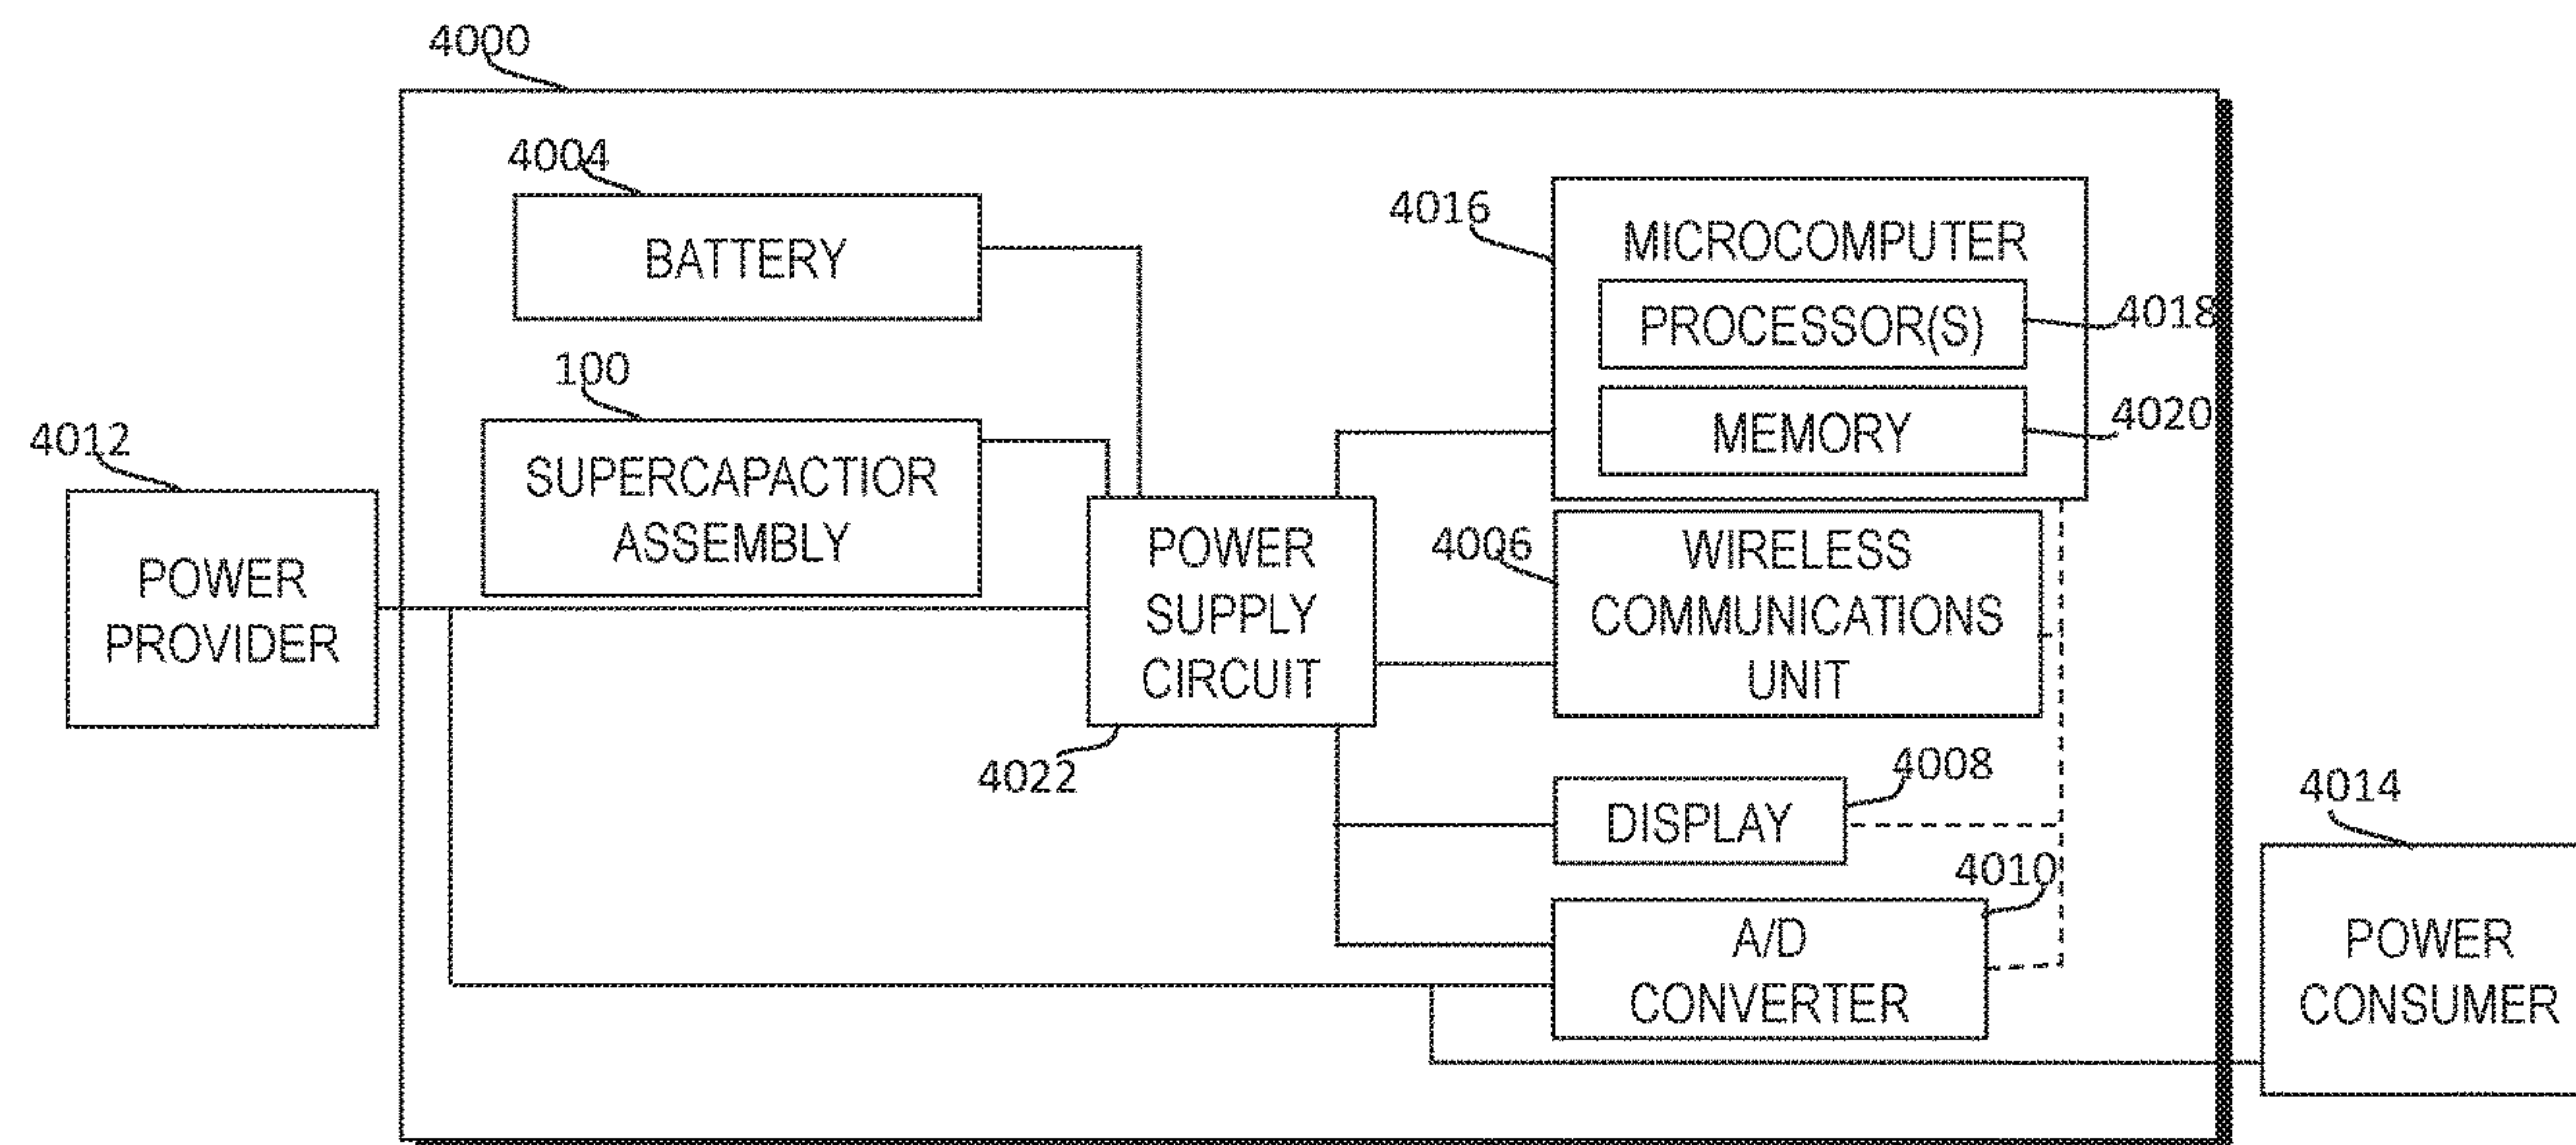 4000
4004
BATTERY
100
SUPERCAPACTIOR
ASSEMBLY
4012
POWER
PROVIDER
POWER
SUPPLY
CIRCUIT
4022
4016
MICROCOMPUTER
PROCESSOR(S)
4018
MEMORY
4020
4006
WIRELESS
COMMUNICATIONS
UNIT
4008
DISPLAY
4010
A/D
CONVERTER
4014
POWER
CONSUMER